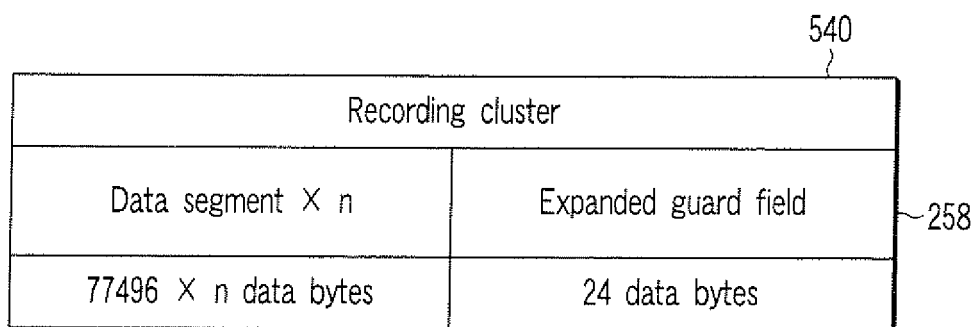 540
Recording cluster
Data segment × n
Expanded guard field
258
77496 × n data bytes
24 data bytes